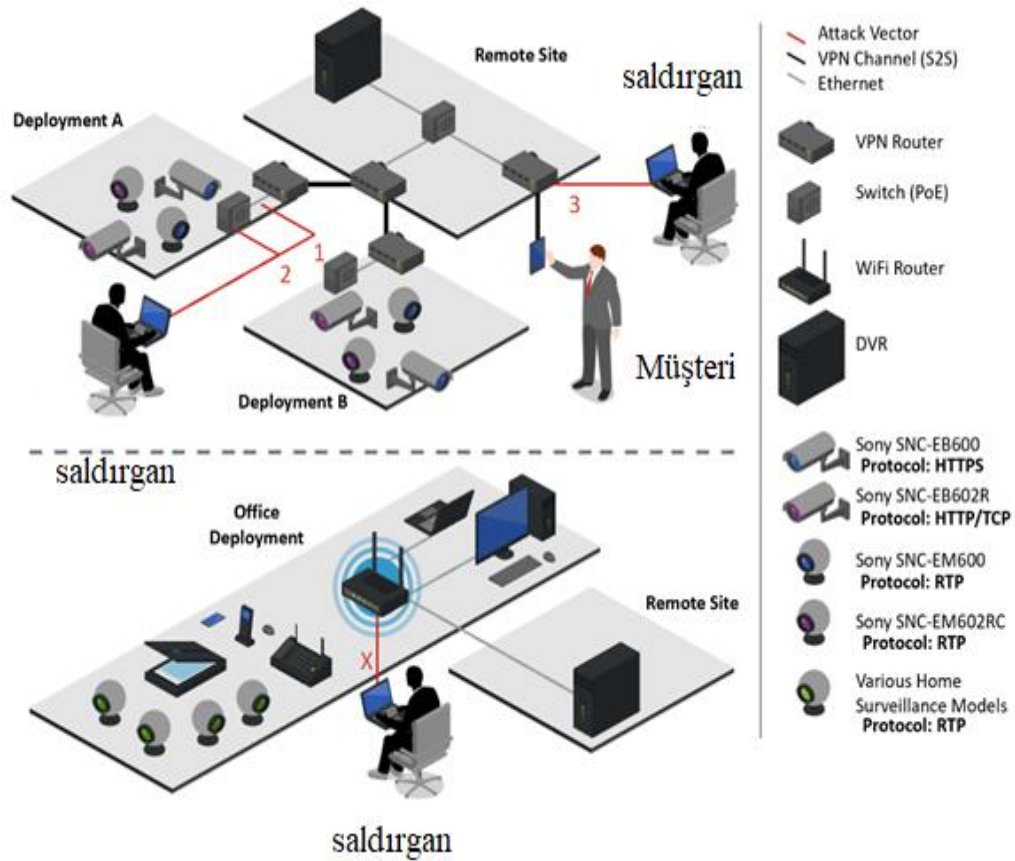 Remote Site
saldırgan
Deployment A
3
1
2
Müşteri
Deployment B
saldırgan
Office
Deployment
Remote Site
X
saldırgan
Attack Vector
VPN Channel (S2S)
Ethernet
VPN Router
Switch (PoE)
WiFi Router
DVR
Sony SNC-EB600
Protocol: HTTPS
Sony SNC-EB602R
Protocol: HTTP/TCP
Sony SNC-EM600
Protocol: RTP
Sony SNC-EM602RC
Protocol: RTP
Various Home
Surveillance Models
Protocol: RTP